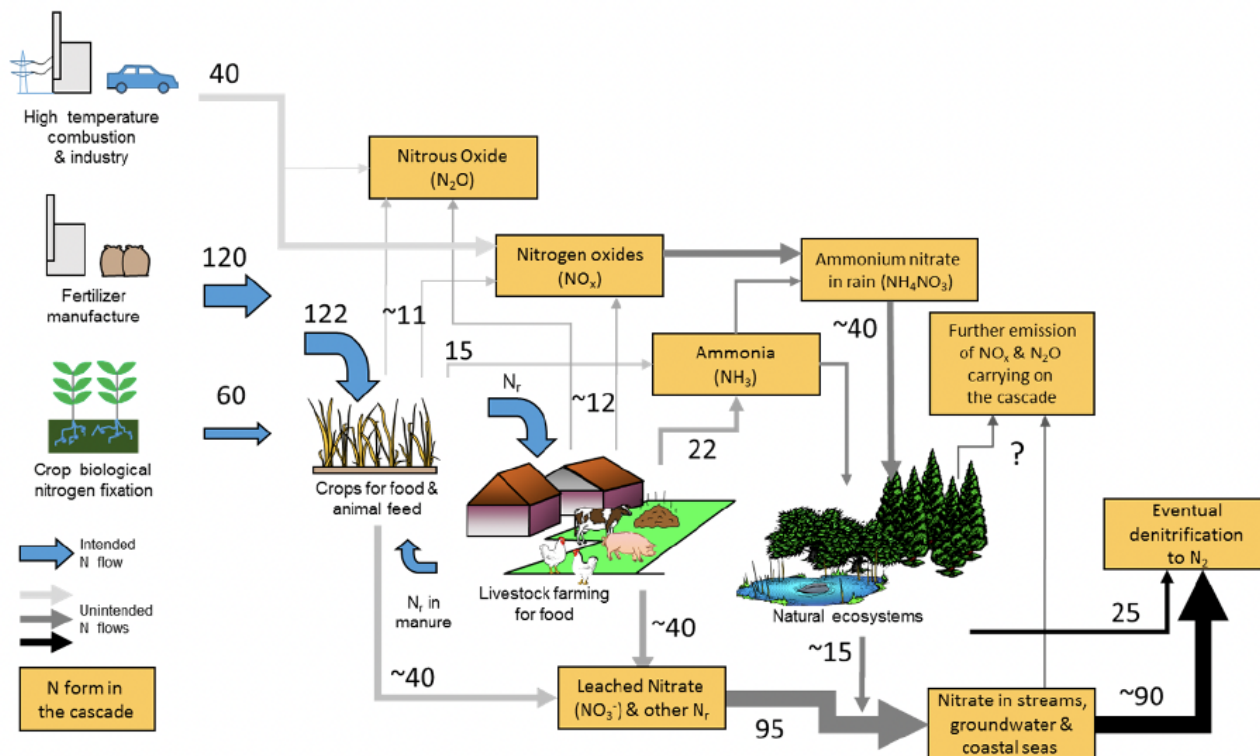 40
High temperature
combustion
& industry
Nitrous Oxide
(N₂O)
120
Fertilizer
manufacture
Nitrogen oxides
(NOₓ)
Ammonium nitrate
in rain (NH₄NO₃)
122
~11
15
Ammonia
(NH₃)
~40
Further emission
of NOₓ & N₂O
carrying on
the cascade
60
Crop biological
nitrogen fixation
Nᵣ
~12
22
?
Crops for food &
animal feed
Intended
N flow
Unintended
N flows
Nᵣ in
manure
Livestock farming
for food
Natural ecosystems
Eventual
denitrification
to N₂
25
~40
~15
~90
N form in
the cascade
~40
Leached Nitrate
(NO₃⁻) & other Nᵣ
95
Nitrate in streams,
groundwater &
coastal seas